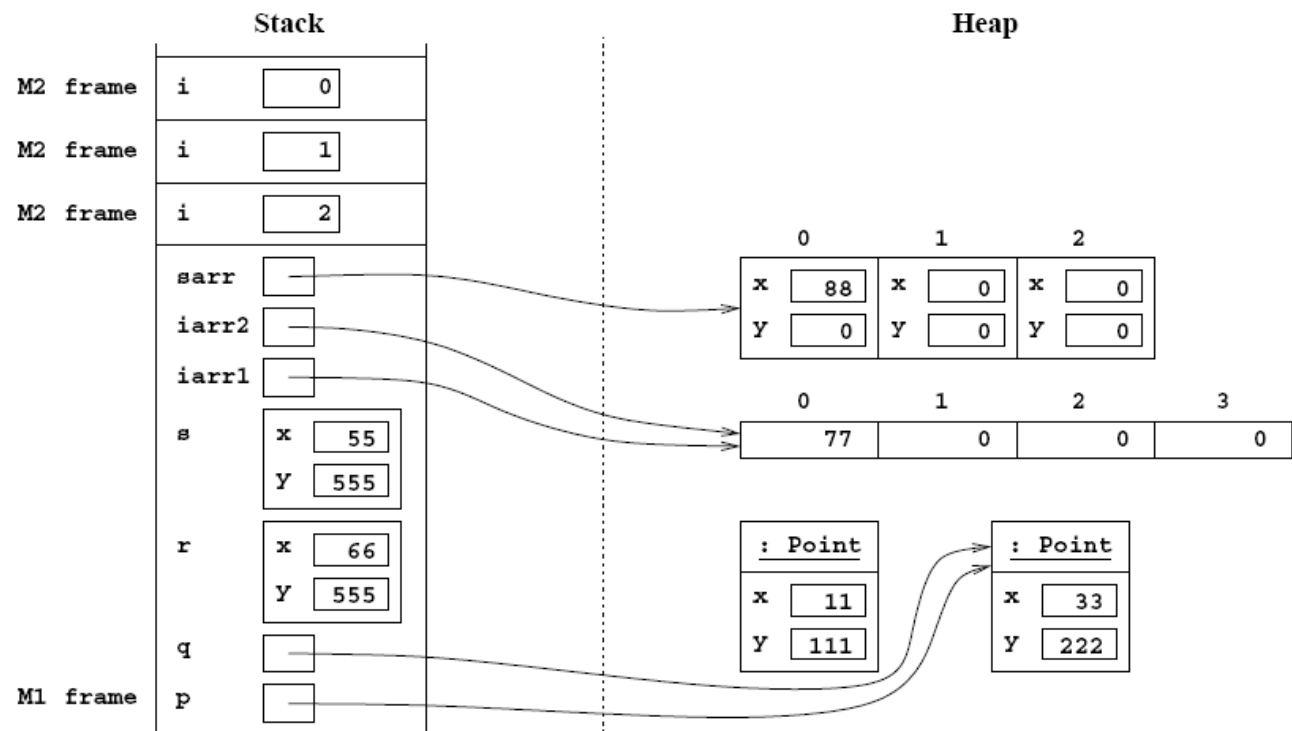 Stack Heap
M2 frame i 0
M2 frame i 1
M2 frame i 2
0 1 2
sarr x 88 x 0 x 0
iarr2 y 0 y 0 y 0
iarr1
0 1 2 3
s x 55 77 0 0 0
y 555
r x 66 : Point : Point
y 555 x 11 x 33
q y 111 y 222
M1 frame p